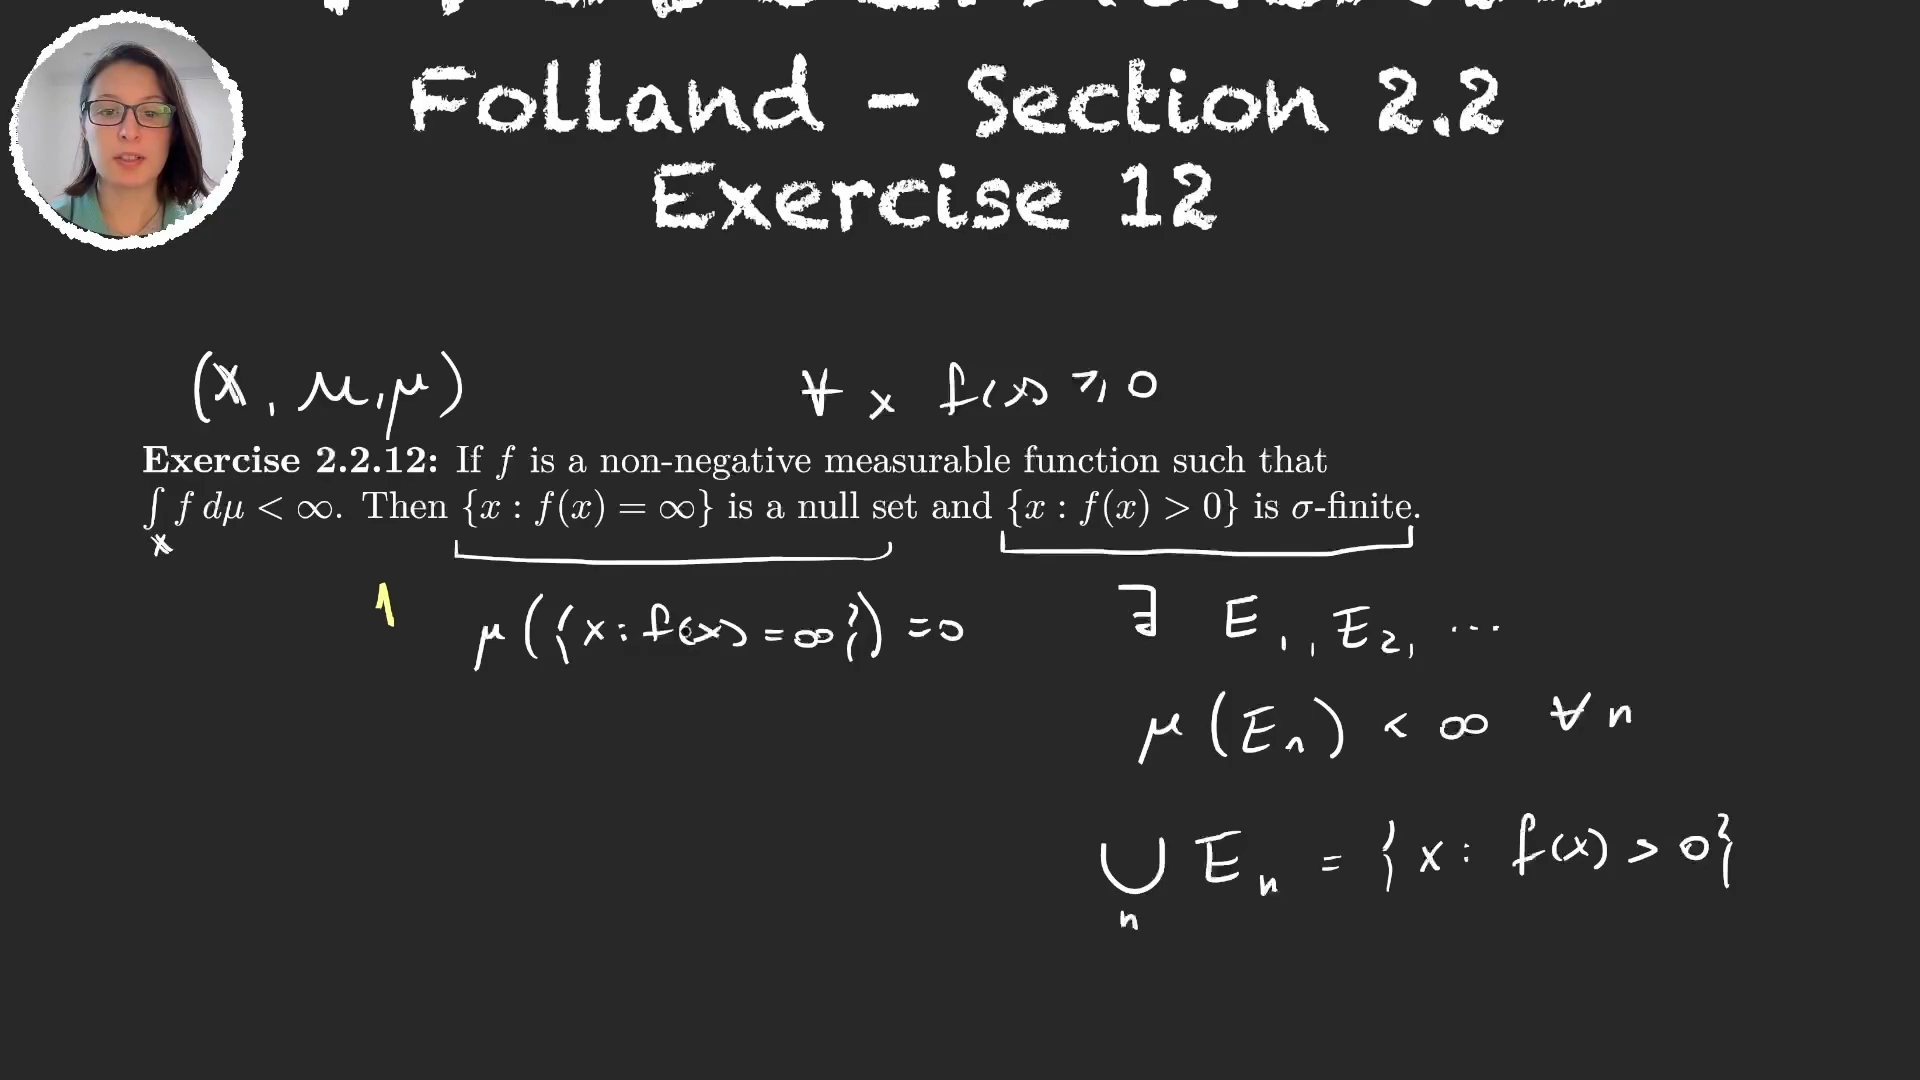 Folland - Section 2.2
Exercise 12
(X, M, μ) ∀ x f(x) ≥ 0
Exercise 2.2.12: If f is a non-negative measurable function such that
∫ f dμ < ∞. Then {x : f(x) = ∞} is a null set and {x : f(x) > 0} is σ-finite.
X
1 μ({x : f(x) = ∞}) = 0 ∃ E₁, E₂, ...
μ(Eₙ) < ∞ ∀ n
⋃ Eₙ = {x : f(x) > 0}
n